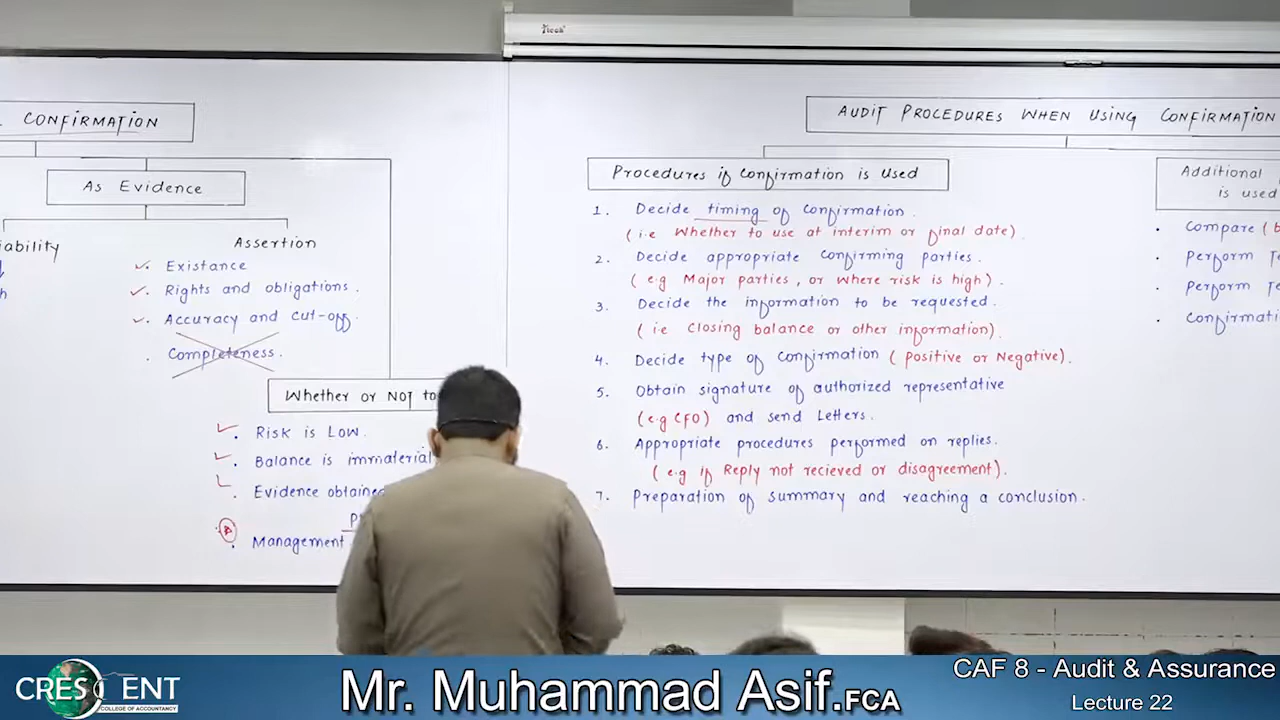 CONFIRMATION
As Evidence
Assertion
✓. Existance
✓. Rights and obligations.
✓. Accuracy and cut-off.
. Completeness.
Whether or NOT to
. Risk is Low.
. Balance is immaterial
. Evidence obtained
. Management
AUDIT PROCEDURES WHEN USING CONFIRMATION
Procedures if confirmation is used
1. Decide timing of confirmation.
(i.e Whether to use at interim or final date).
2. Decide appropriate confirming parties.
(e.g Major parties, or where risk is high).
3. Decide the information to be requested.
(i.e Closing balance or other information).
4. Decide type of confirmation (positive or Negative).
5. Obtain signature of authorized representative
(e.g CFO) and send Letters.
6. Appropriate procedures performed on replies.
(e.g if Reply not recieved or disagreement).
7. Preparation of summary and reaching a conclusion.
Additional
is used
. Compare
. Perform
. Perform
CRESCENT
COLLEGE OF ACCOUNTANCY
Mr. Muhammad Asif.FCA
CAF 8 - Audit & Assurance
Lecture 22